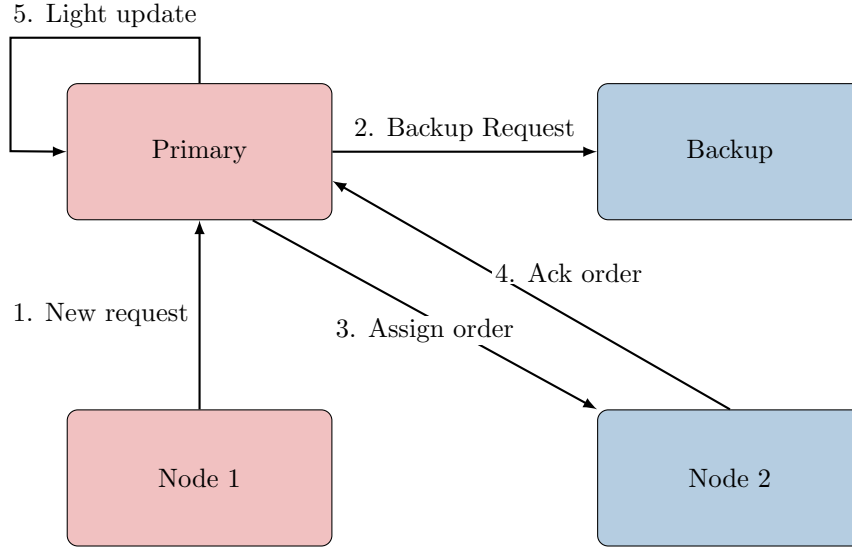 5. Light update
Primary
2. Backup Request
Backup
4. Ack order
1. New request
3. Assign order
Node 1
Node 2